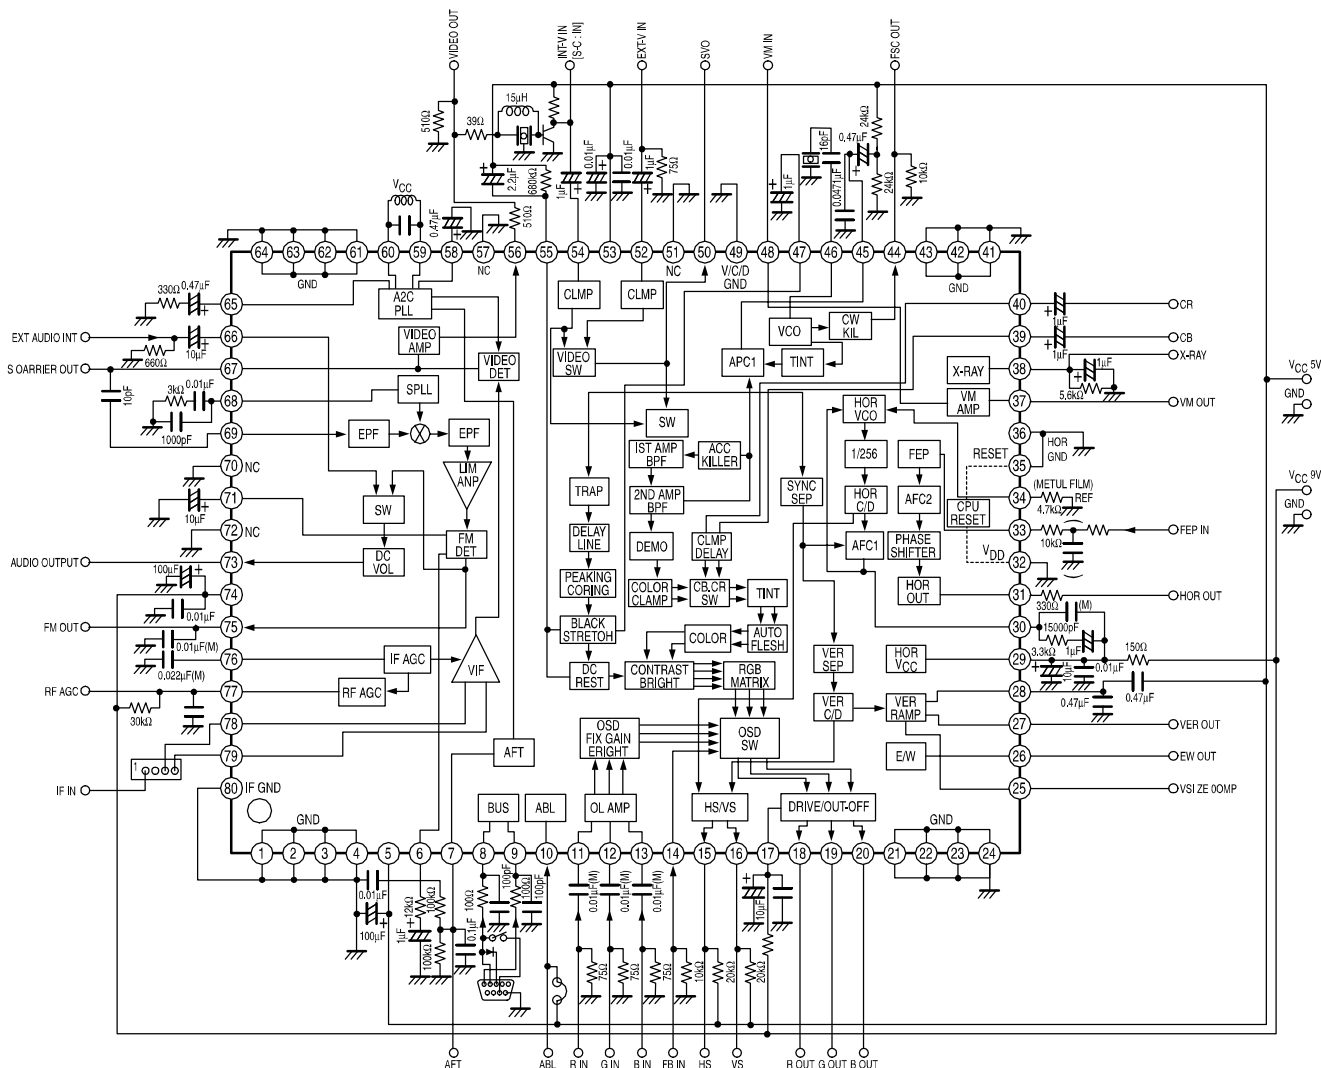 VIDEO OUT
INT-V IN
[S-C : IN]
EXT-V IN
SVO
VM IN
FSC OUT
510Ω
39Ω
15µH
2.2µF
680kΩ
1µF
0.01µF
0.01µF
1µF
75Ω
1µF
16pF
0.0471µF
0.47µF
24kΩ
24kΩ
10kΩ
VCC
0.47µF
510Ω
64
63
62
61
60
59
58
57
56
55
54
53
52
51
50
49
48
47
46
45
44
43
42
41
GND
NC
NC
V/C/D
GND
GND
330Ω
0.47µF
65
EXT AUDIO INT
66
10µF
660Ω
S OARRIER OUT
67
10pF
3kΩ
0.01µF
68
1000pF
69
70
NC
71
10µF
72
NC
AUDIO OUTPUT
73
100µF
74
0.01µF
FM OUT
75
0.01µF(M)
76
0.022µF(M)
RF AGC
77
30kΩ
78
79
1
IF IN
80
IF GND
A2C
PLL
VIDEO
AMP
VIDEO
DET
SPLL
EPF
EPF
LIM
ANP
SW
FM
DET
DC
VOL
IF AGC
VIF
RF AGC
AFT
CLMP
CLMP
VIDEO
SW
SW
VCO
CW
KIL
APC1
TINT
IST AMP
BPF
ACC
KILLER
2ND AMP
BPF
TRAP
DELAY
LINE
DEMO
CLMP
DELAY
PEAKING
CORING
COLOR
CLAMP
CB.CR
SW
TINT
BLACK
STRETOH
COLOR
AUTO
FLESH
DC
REST
CONTRAST
BRIGHT
RGB
MATRIX
OSD
FIX GAIN
ERIGHT
OSD
SW
SYNC
SEP
HOR
VCO
1/256
HOR
C/D
AFC1
FEP
AFC2
PHASE
SHIFTER
HOR
OUT
X-RAY
VM
AMP
RESET
CPU
RESET
VDD
VER
SEP
VER
C/D
HOR
VCC
VER
RAMP
E/W
BUS
ABL
OL AMP
HS/VS
DRIVE/OUT-OFF
40
1µF
CR
39
1µF
CB
X-RAY
38
1µF
5.6kΩ
37
VM OUT
36
HOR
GND
35
(METUL FILM)
34
4.7kΩ
REF
33
10kΩ
FEP IN
32
31
330Ω
HOR OUT
30
(M)
15000pF
3.3kΩ
1µF
29
150Ω
10µF
0.01µF
28
0.47µF
0.47µF
27
VER OUT
26
EW OUT
25
VSI ZE 0OMP
VCC 5V
GND
VCC 9V
GND
GND
GND
1
2
3
4
5
6
7
8
9
10
11
12
13
14
15
16
17
18
19
20
21
22
23
24
0.01µF
100µF
12kΩ
1µF
100kΩ
100kΩ
0.1µF
100Ω
100pF
100Ω
100pF
0.01µF(M)
0.01µF(M)
0.01µF(M)
75Ω
75Ω
75Ω
10kΩ
20kΩ
20kΩ
10µF
AFT
ABL
R IN
G IN
B IN
FB IN
HS
VS
R OUT
G OUT
B OUT